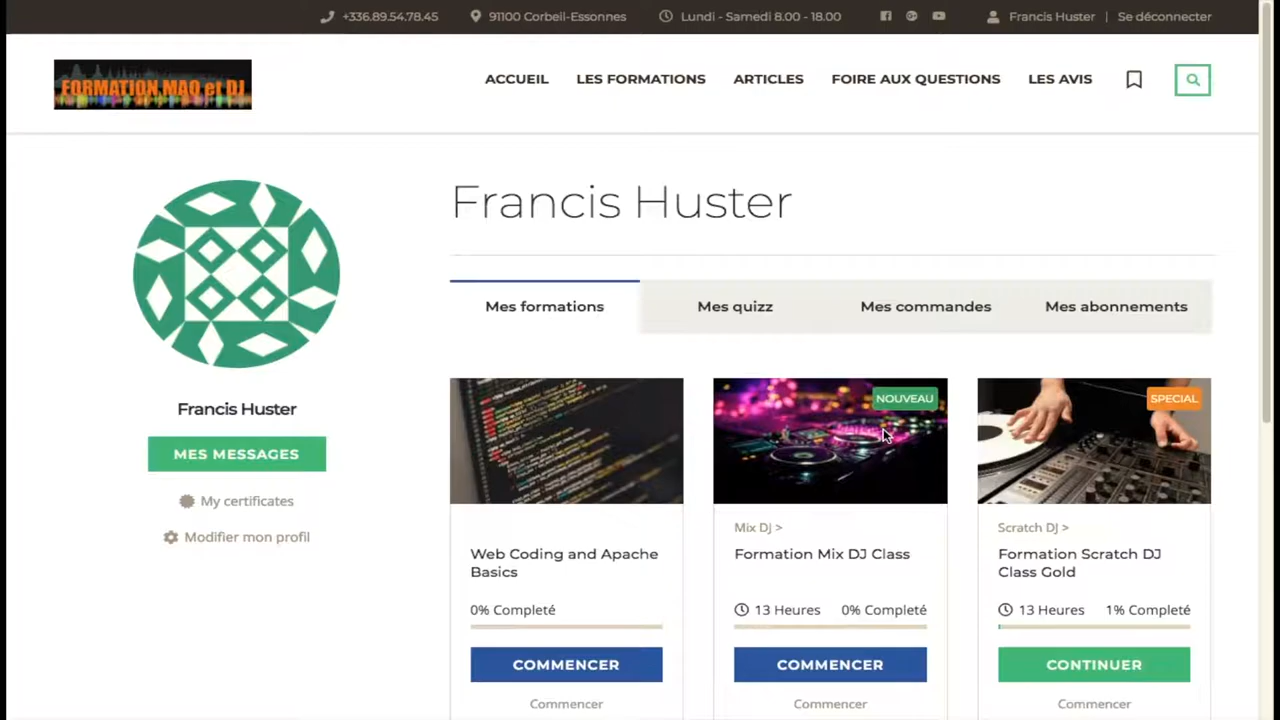 +336.89.54.78.45 91100 Corbeil-Essonnes Lundi - Samedi 8.00 - 18.00 Francis Huster | Se déconnecter
FORMATION MAO et DJ
ACCUEIL LES FORMATIONS ARTICLES FOIRE AUX QUESTIONS LES AVIS
Francis Huster
Mes formations Mes quizz Mes commandes Mes abonnements
Francis Huster
MES MESSAGES
My certificates
Modifier mon profil
Web Coding and Apache
Basics
0% Completé
COMMENCER
Commencer
NOUVEAU
Mix DJ >
Formation Mix DJ Class
13 Heures 0% Completé
COMMENCER
Commencer
SPECIAL
Scratch DJ >
Formation Scratch DJ
Class Gold
13 Heures 1% Completé
CONTINUER
Commencer